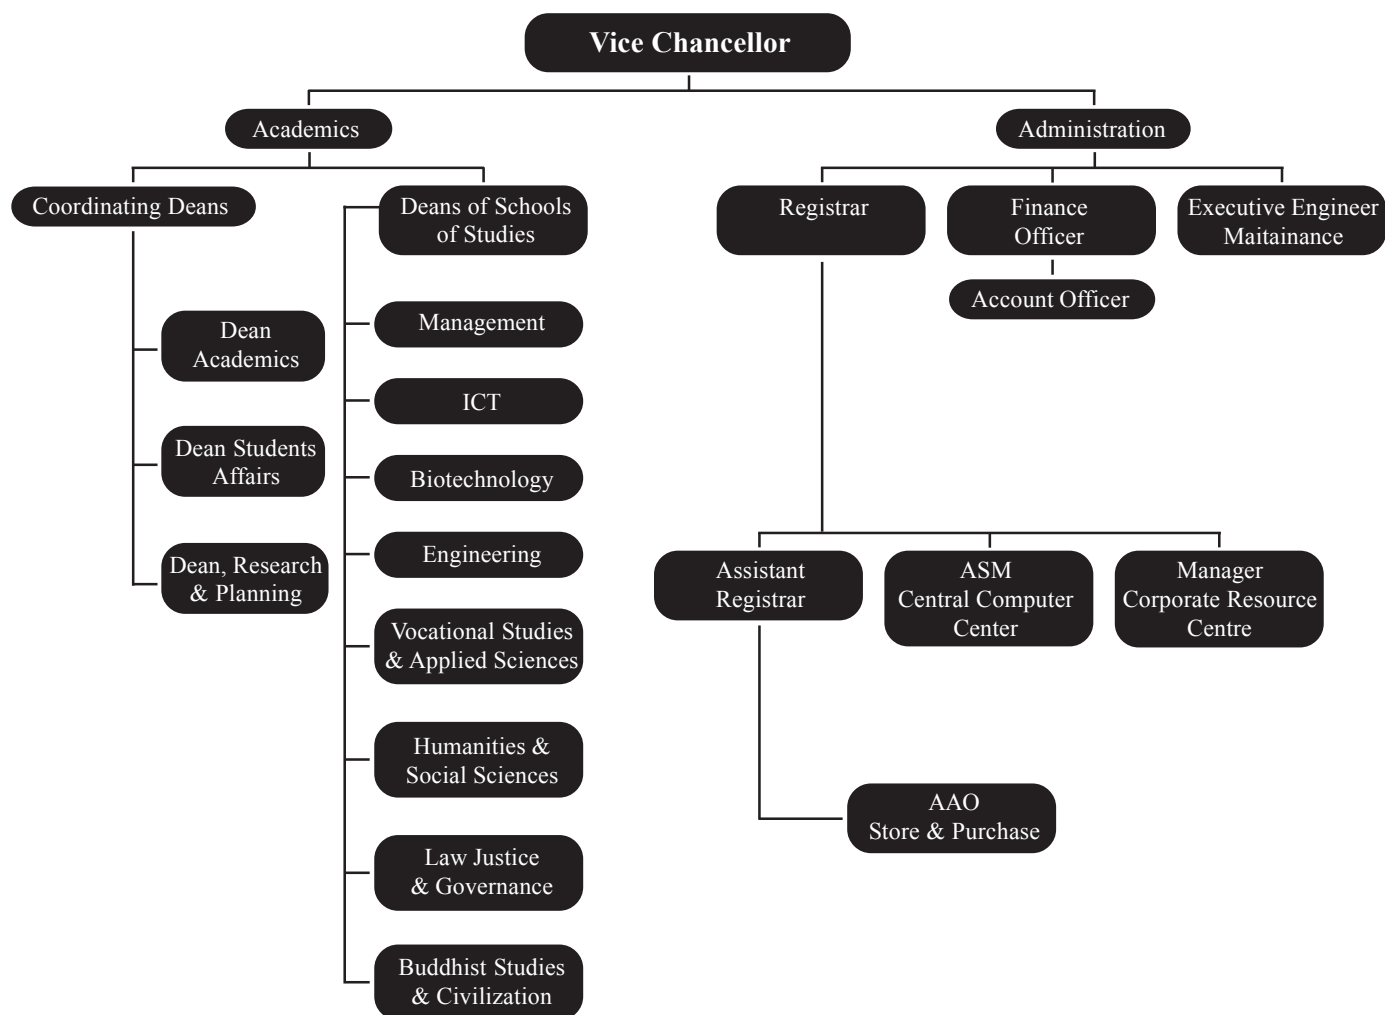 Vice Chancellor
Academics
Administration
Coordinating Deans
Deans of Schools
of Studies
Registrar
Finance
Officer
Executive Engineer
Maitainance
Account Officer
Dean
Academics
Dean Students
Affairs
Dean, Research
& Planning
Management
ICT
Biotechnology
Engineering
Vocational Studies
& Applied Sciences
Humanities &
Social Sciences
Law Justice
& Governance
Buddhist Studies
& Civilization
Assistant
Registrar
ASM
Central Computer
Center
Manager
Corporate Resource
Centre
AAO
Store & Purchase